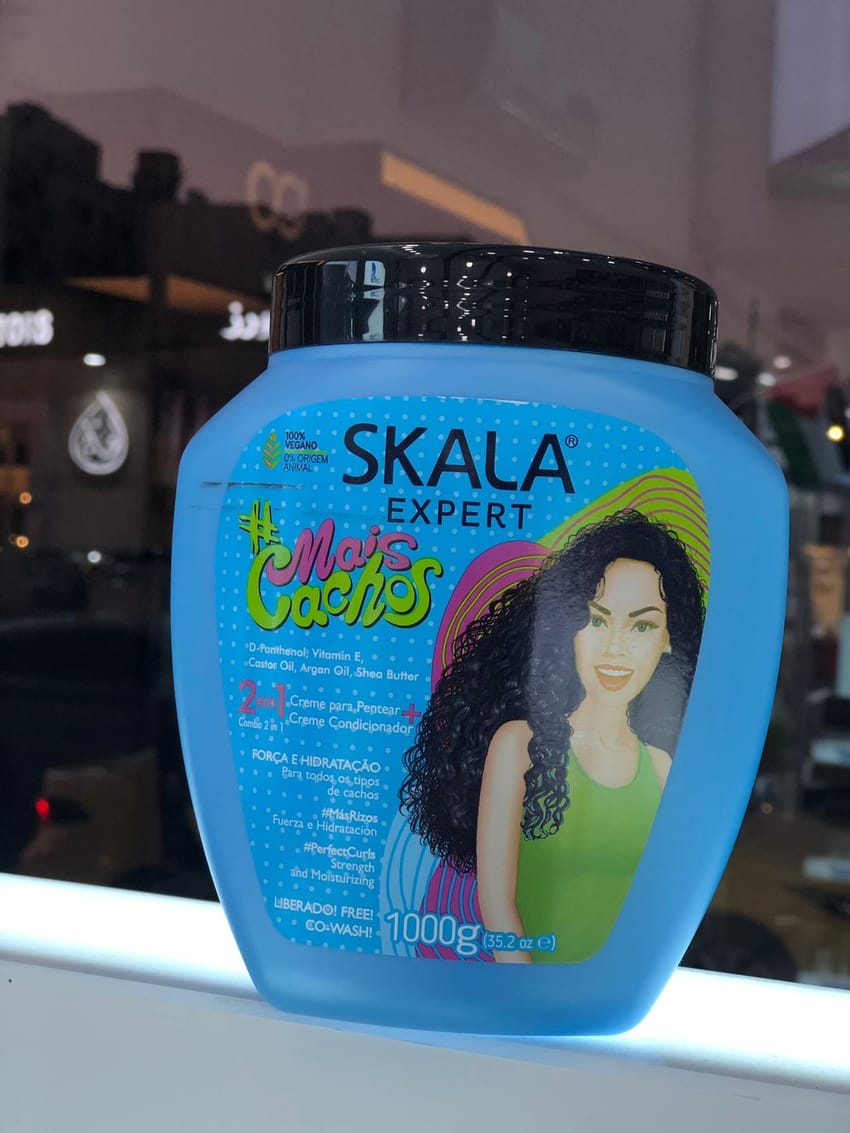 100%
VEGANO
0% ORIGEM
ANIMAL
SKALA®
EXPERT
#Mais
Cachos
D-Panthenol, Vitamin E,
Castor Oil, Argan Oil, Shea Butter
2 em 1
Combo 2 in 1
Creme para Pentear +
Creme Condicionador
FORÇA E HIDRATAÇÃO
Para todos os tipos
de cachos
#MásRizos
Fuerza e Hidratación
#PerfectCurls
Strength
and Moisturizing
LIBERADO! FREE!
CO-WASH!
1000g (35.2 oz ℮)